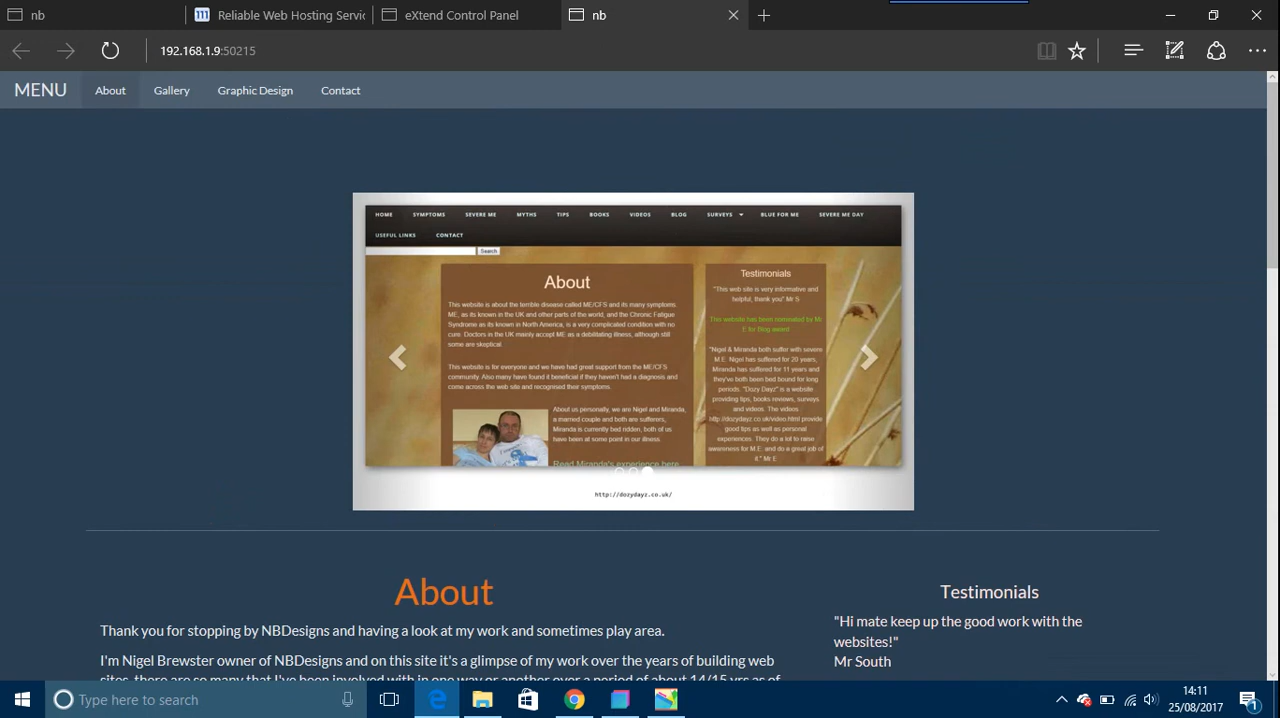 nb
Reliable Web Hosting Servic
eXtend Control Panel
nb
192.168.1.9:50215
MENU
About
Gallery
Graphic Design
Contact
HOME
SYMPTOMS
SEVERE ME
MYTHS
TIPS
BOOKS
VIDEOS
BLOG
SURVEYS
BLUE FOR ME
SEVERE ME DAY
USEFUL LINKS
CONTACT
Search
About
This website is about the terrible disease called ME/CFS and its many symptoms.
ME, as its known in the UK and other parts of the world, and the Chronic Fatigue
Syndrome as its known in North America, is a very complicated condition with no
cure. Doctors in the UK mainly accept ME as a debilitating illness, although still
some are skeptical.
This website is for everyone and we have had great support from the ME/CFS
community. Also many have found it beneficial if they haven't had a diagnosis and
come across the web site and recognised their symptoms.
About us personally, we are Nigel and Miranda,
a married couple and both are sufferers,
Miranda is currently bed ridden, both of us
have been at some point in our illness.
Read Miranda's experience here
Testimonials
"This web site is very informative and
helpful, thank you" Mr S
This website has been nominated by Mr
E for Blog award
"Nigel & Miranda both suffer with severe
M.E. Nigel has suffered for 20 years,
Miranda has suffered for 11 years and
they've both been bed bound for long
periods. "Dozy Dayz" is a website
providing tips, books reviews, surveys
and videos. The videos
http://dozydayz.co.uk/video.html provide
good tips as well as personal
experiences. They do a lot to raise
awareness for M.E. and do a great job of
it." Mr E
http://dozydayz.co.uk/
About
Thank you for stopping by NBDesigns and having a look at my work and sometimes play area.
I'm Nigel Brewster owner of NBDesigns and on this site it's a glimpse of my work over the years of building web
sites, there are so many that I've been involved with in one way or another over a period of about 14/15 yrs as of
Testimonials
"Hi mate keep up the good work with the
websites!"
Mr South
111
Type here to search
14:11
25/08/2017
1